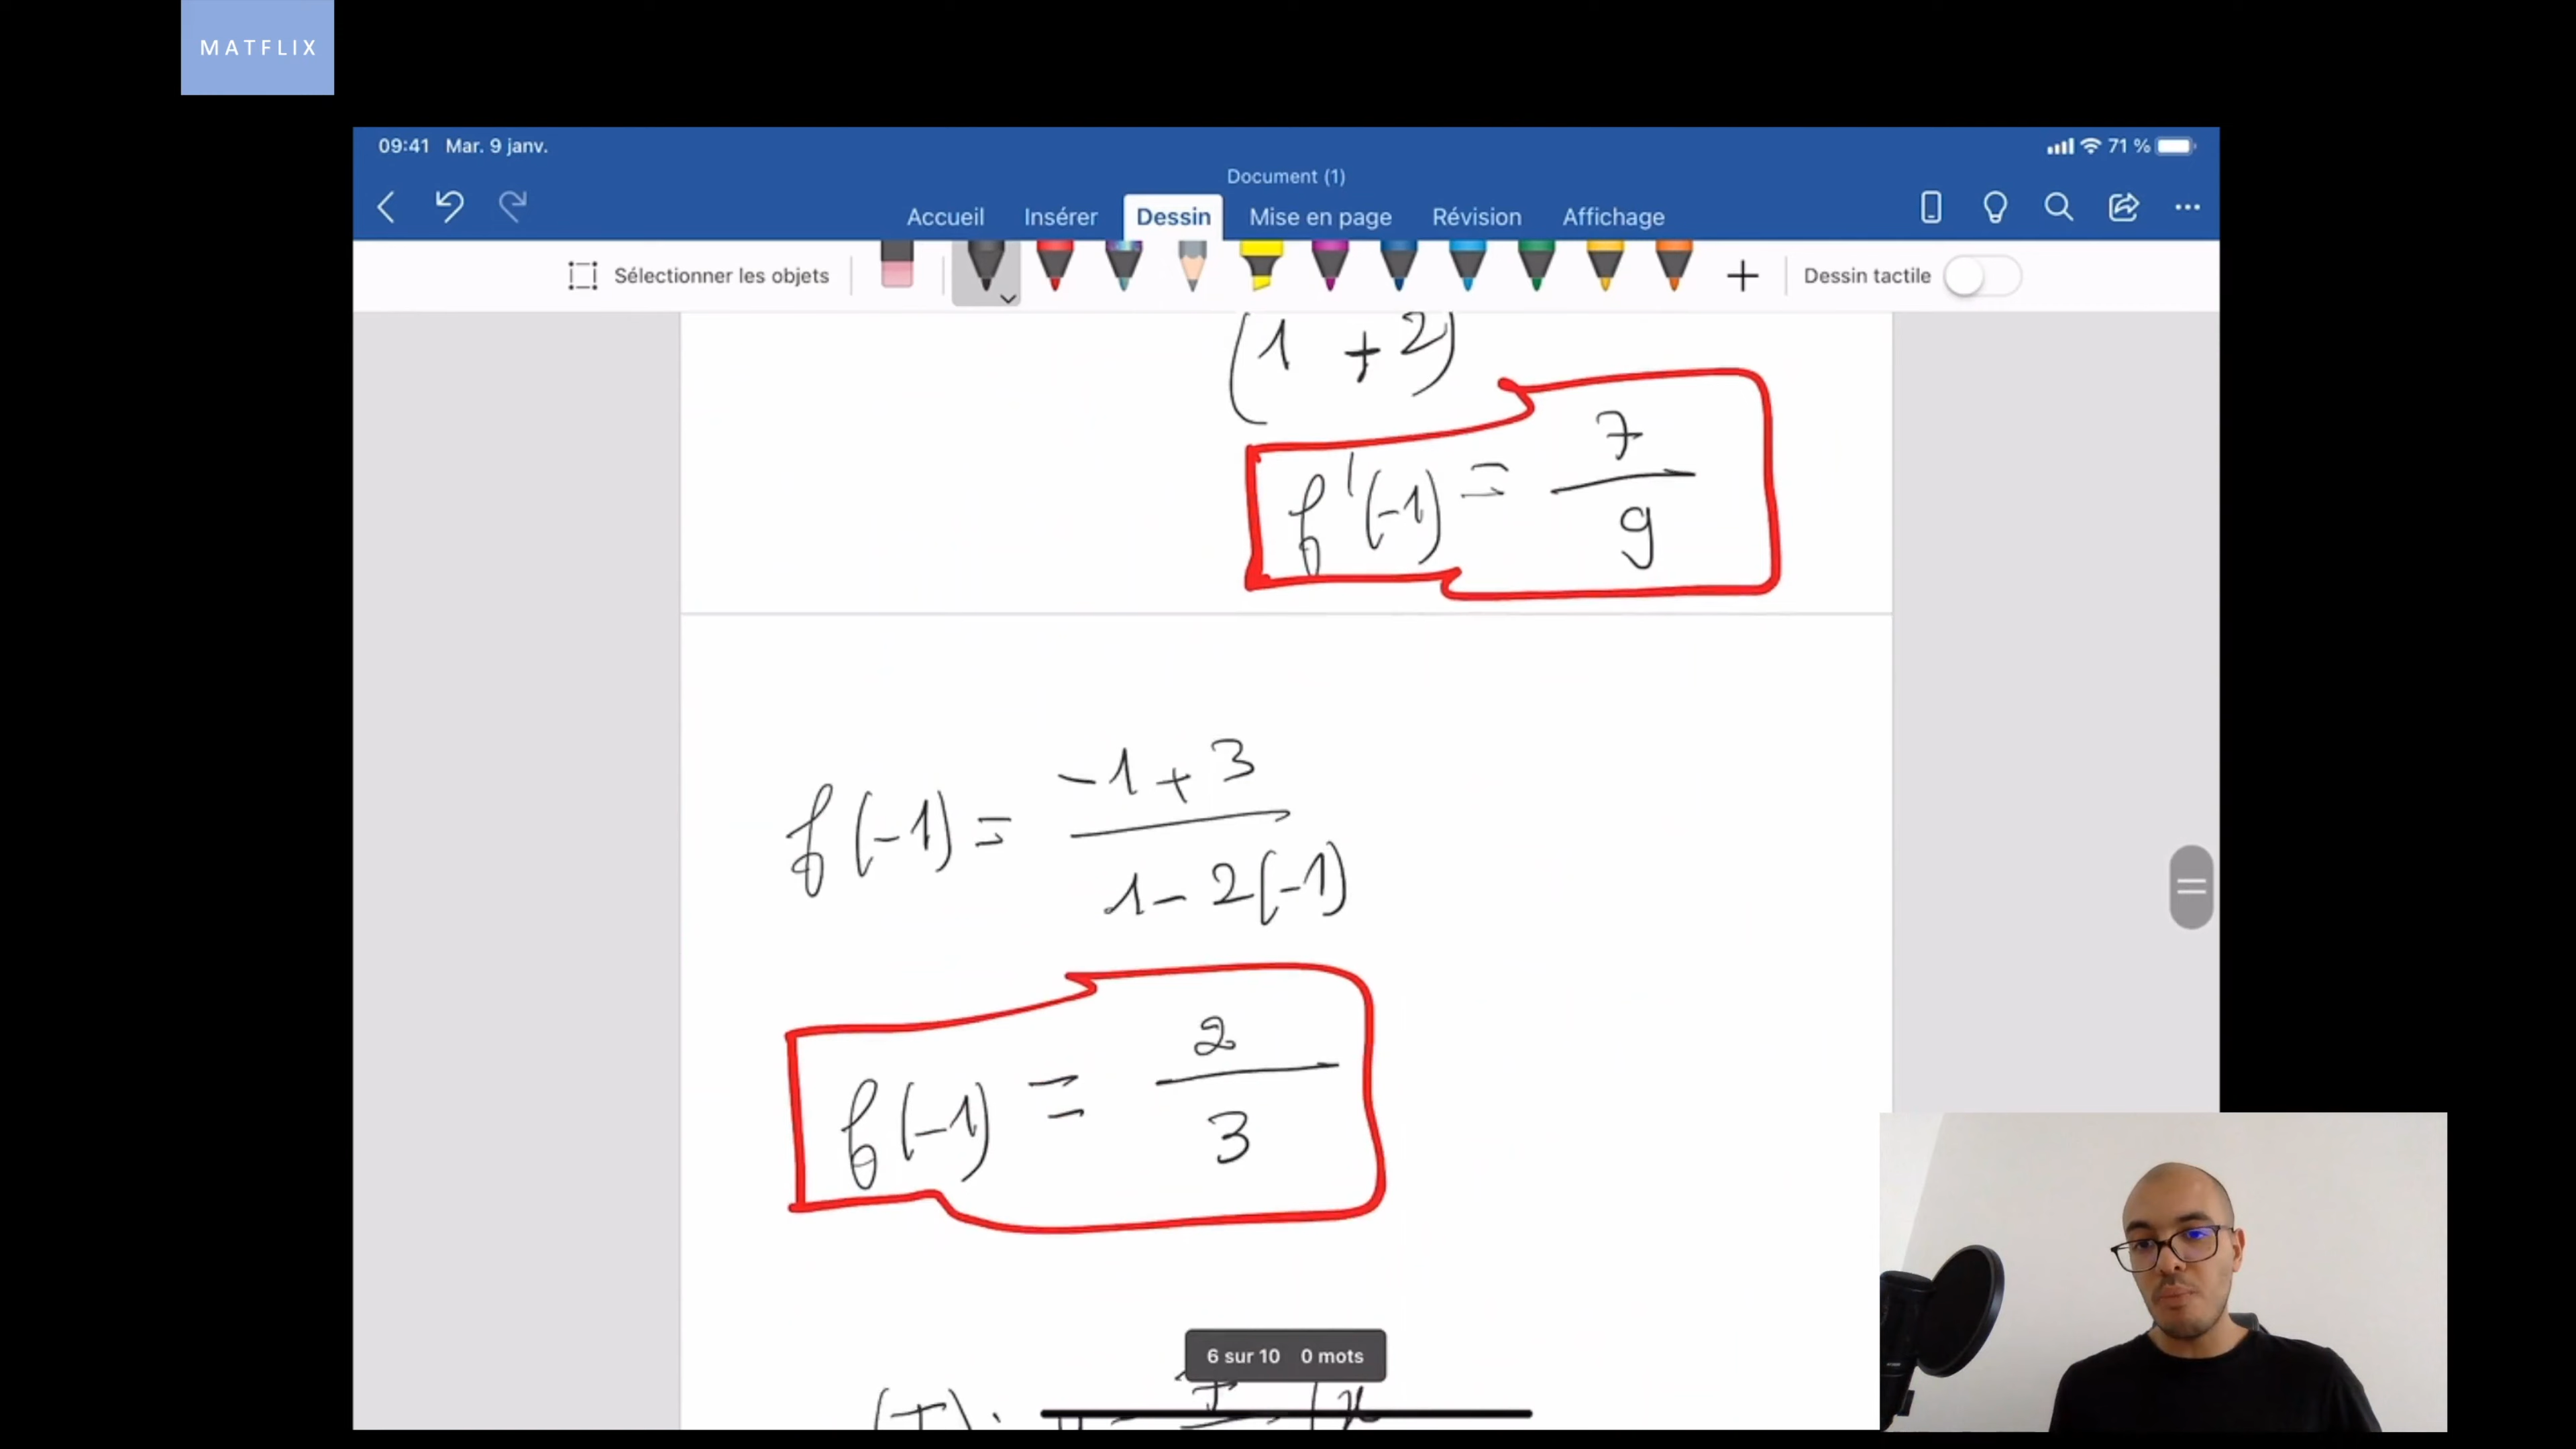 MATFLIX
09:41 Mar. 9 janv.
71 %
Document (1)
Accueil Insérer Dessin Mise en page Révision Affichage
Sélectionner les objets
Dessin tactile
(1 + 2)
f'(-1) = 7/9
f(-1) = (-1 + 3)/(1 - 2(-1))
f(-1) = 2/3
6 sur 10 0 mots
(T):